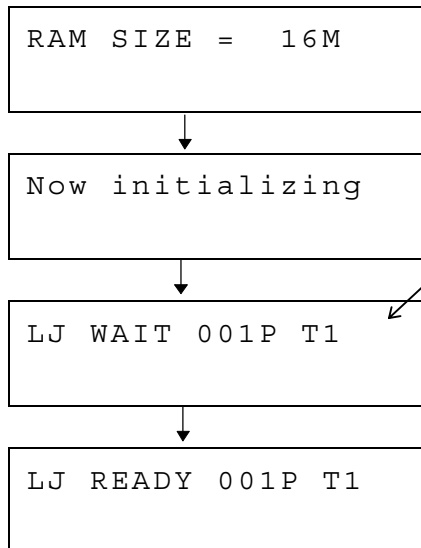 RAM SIZE =  16M
Now initializing
LJ WAIT 001P T1
LJ READY 001P T1